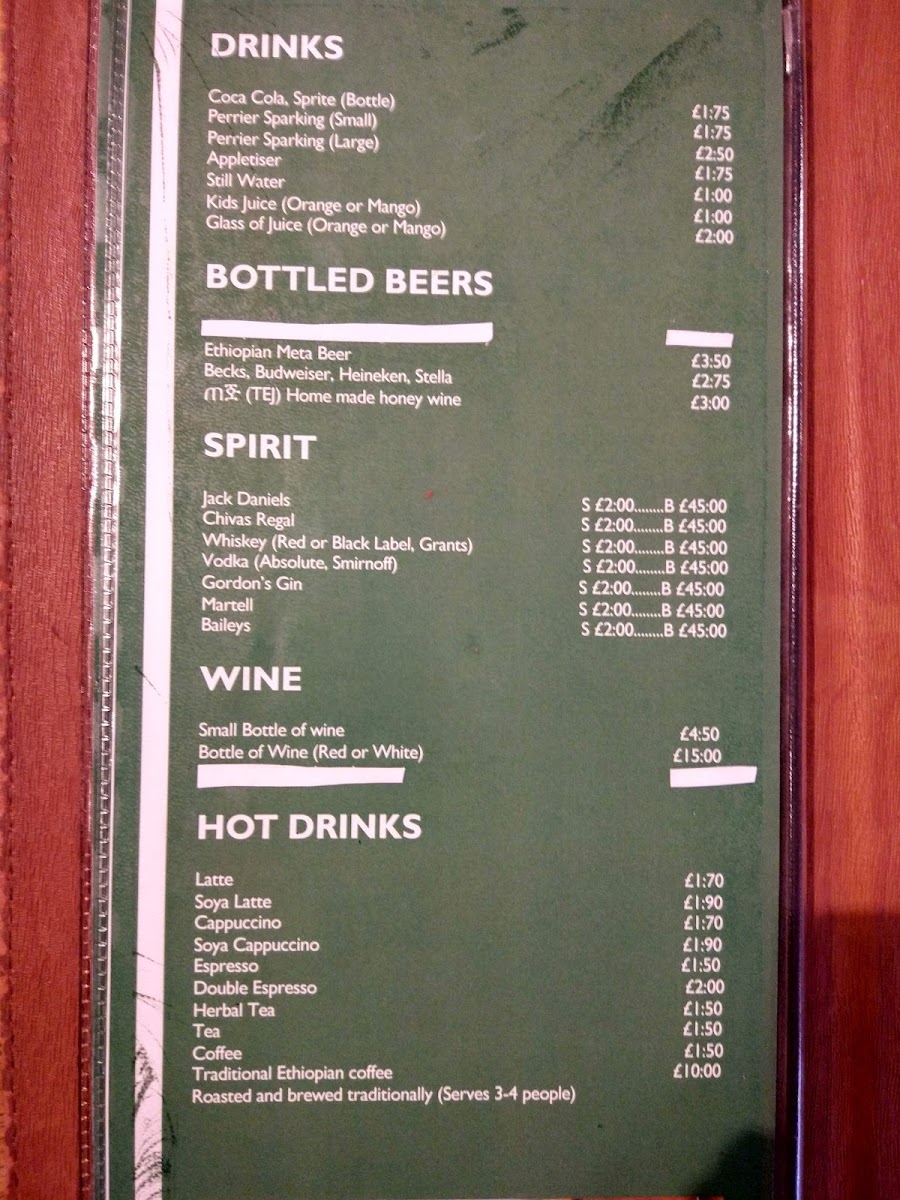 DRINKS
Coca Cola, Sprite (Bottle) £1:75
Perrier Sparking (Small) £1:75
Perrier Sparking (Large) £2:50
Appletiser £1:75
Still Water £1:00
Kids Juice (Orange or Mango) £1:00
Glass of Juice (Orange or Mango) £2:00
BOTTLED BEERS
Ethiopian Meta Beer £3:50
Becks, Budweiser, Heineken, Stella £2:75
ጠጅ (TEJ) Home made honey wine £3:00
SPIRIT
Jack Daniels S £2:00........B £45:00
Chivas Regal S £2:00........B £45:00
Whiskey (Red or Black Label, Grants) S £2:00........B £45:00
Vodka (Absolute, Smirnoff) S £2:00........B £45:00
Gordon's Gin S £2:00........B £45:00
Martell S £2:00........B £45:00
Baileys S £2:00........B £45:00
WINE
Small Bottle of wine £4:50
Bottle of Wine (Red or White) £15:00
HOT DRINKS
Latte £1:70
Soya Latte £1:90
Cappuccino £1:70
Soya Cappuccino £1:90
Espresso £1:50
Double Espresso £2:00
Herbal Tea £1:50
Tea £1:50
Coffee £1:50
Traditional Ethiopian coffee £10:00
Roasted and brewed traditionally (Serves 3-4 people)